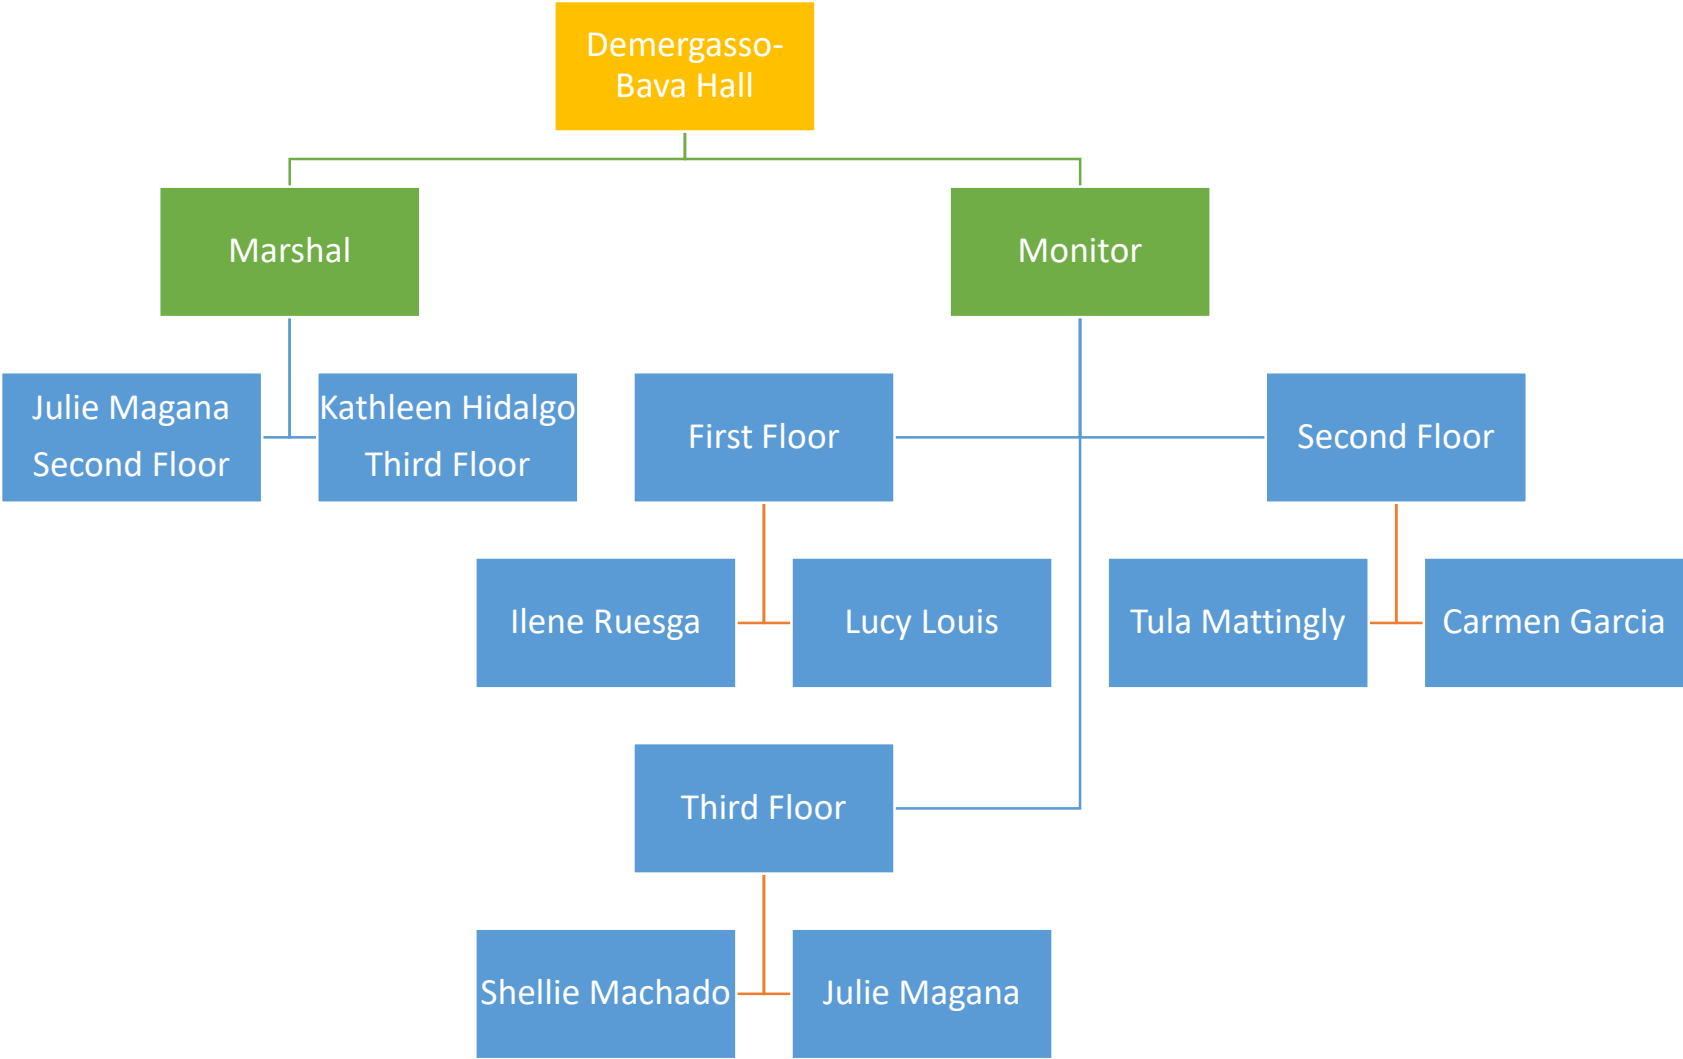 Demergasso-
Bava Hall
Marshal
Monitor
Julie Magana
Second Floor
Kathleen Hidalgo
Third Floor
First Floor
Second Floor
Ilene Ruesga
Lucy Louis
Tula Mattingly
Carmen Garcia
Third Floor
Shellie Machado
Julie Magana